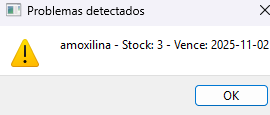 Problemas detectados
amoxilina - Stock: 3 - Vence: 2025-11-02
OK